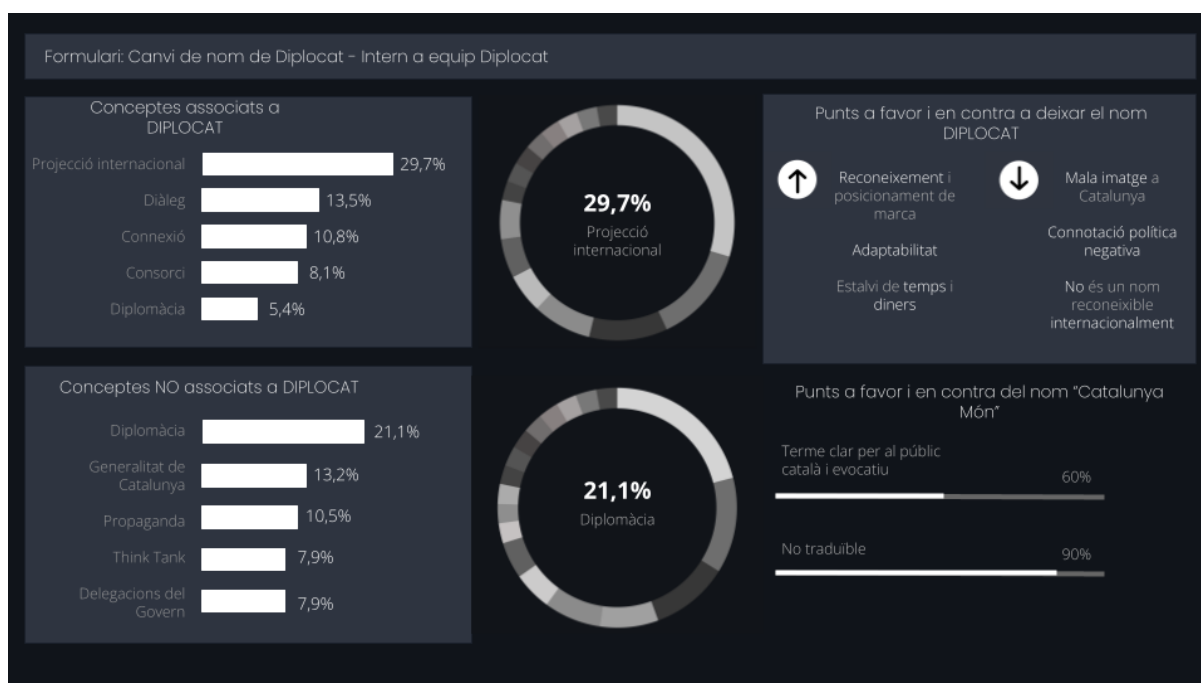 Formulari: Canvi de nom de Diplocat - Intern a equip Diplocat
Conceptes associats a
DIPLOCAT
Projecció internacional
29,7%
Diàleg
13,5%
Connexió
10,8%
Consorci
8,1%
Diplomàcia
5,4%
29,7%
Projecció
internacional
Punts a favor i en contra a deixar el nom
DIPLOCAT
Reconeixement i
posicionament de
marca
Adaptabilitat
Estalvi de temps i
diners
Mala imatge a
Catalunya
Connotació política
negativa
No és un nom
reconeixible
internacionalment
Conceptes NO associats a DIPLOCAT
Diplomàcia
21,1%
Generalitat de
Catalunya
13,2%
Propaganda
10,5%
Think Tank
7,9%
Delegacions del
Govern
7,9%
21,1%
Diplomàcia
Punts a favor i en contra del nom “Catalunya
Món”
Terme clar per al públic
català i evocatiu
60%
No traduïble
90%